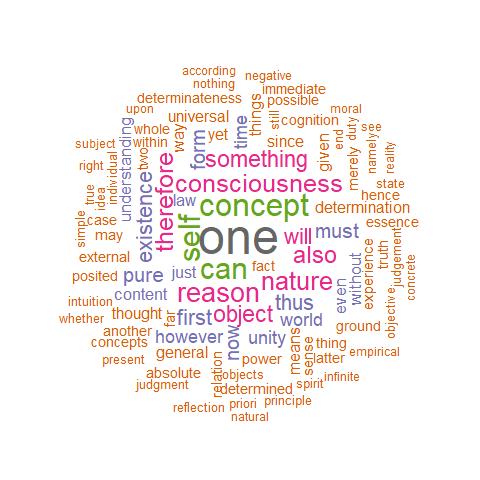 according
nothing
negative
determinateness
things
immediate
possible
upon
universal
time
still
cognition
moral
whole
way
yet
form
since
given
end
duty
see
understanding
within
two
therefore
something
merely
namely
reality
subject
right
individual
consciousness
state
true
idea
existence
law
concept
hence
simple
case
self
determination
may
one
will
must
essence
external
also
without
experience
truth
judgement
posited
pure
just
can
fact
nature
concrete
intuition
content
reason
thus
even
objective
whether
thought
far
first
object
world
ground
another
now
concepts
however
unity
means
sense
thing
latter
empirical
present
general
relation
power
absolute
objects
spirit
infinite
judgment
determined
reflection
priori
principle
natural